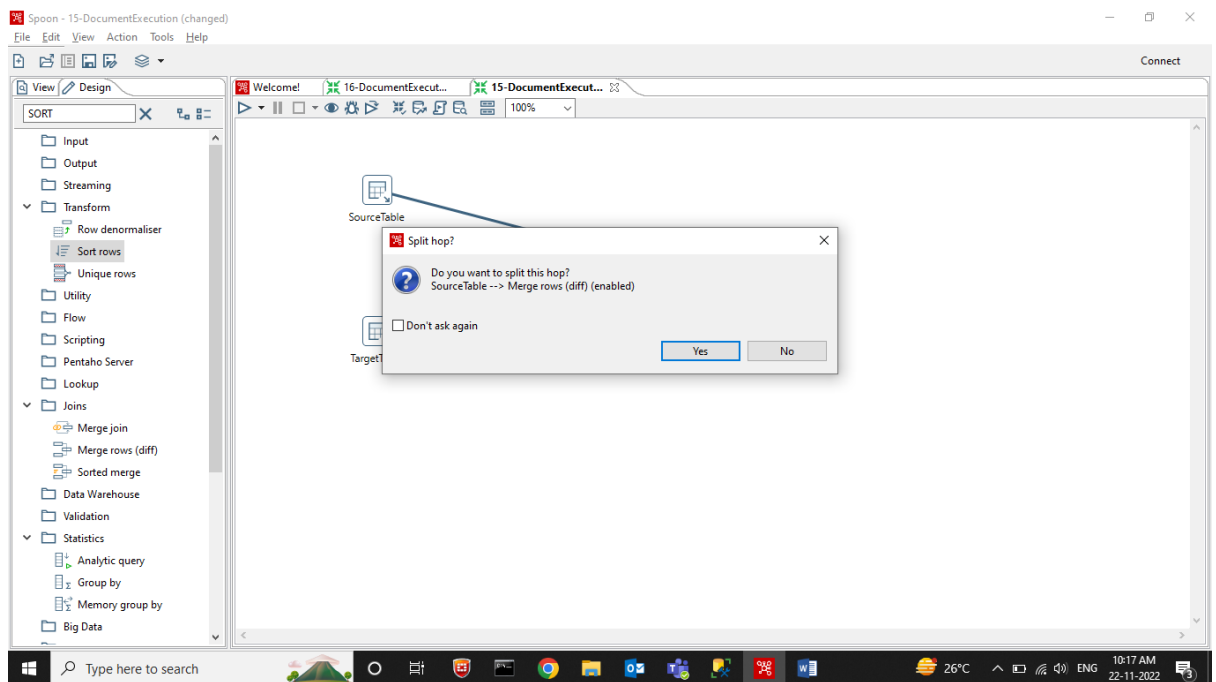 Spoon - 15-DocumentExecution (changed)
File Edit View Action Tools Help
Connect
View Design
Welcome! 16-DocumentExecut... 15-DocumentExecut...
SORT
100%
Input
Output
Streaming
Transform
Row denormaliser
Sort rows
Unique rows
Utility
Flow
Scripting
Pentaho Server
Lookup
Joins
Merge join
Merge rows (diff)
Sorted merge
Data Warehouse
Validation
Statistics
Analytic query
Group by
Memory group by
Big Data
SourceTable
Split hop?
Do you want to split this hop?
SourceTable --> Merge rows (diff) (enabled)
Don't ask again
Yes No
TargetT
Type here to search
26°C ENG 10:17 AM
22-11-2022
3